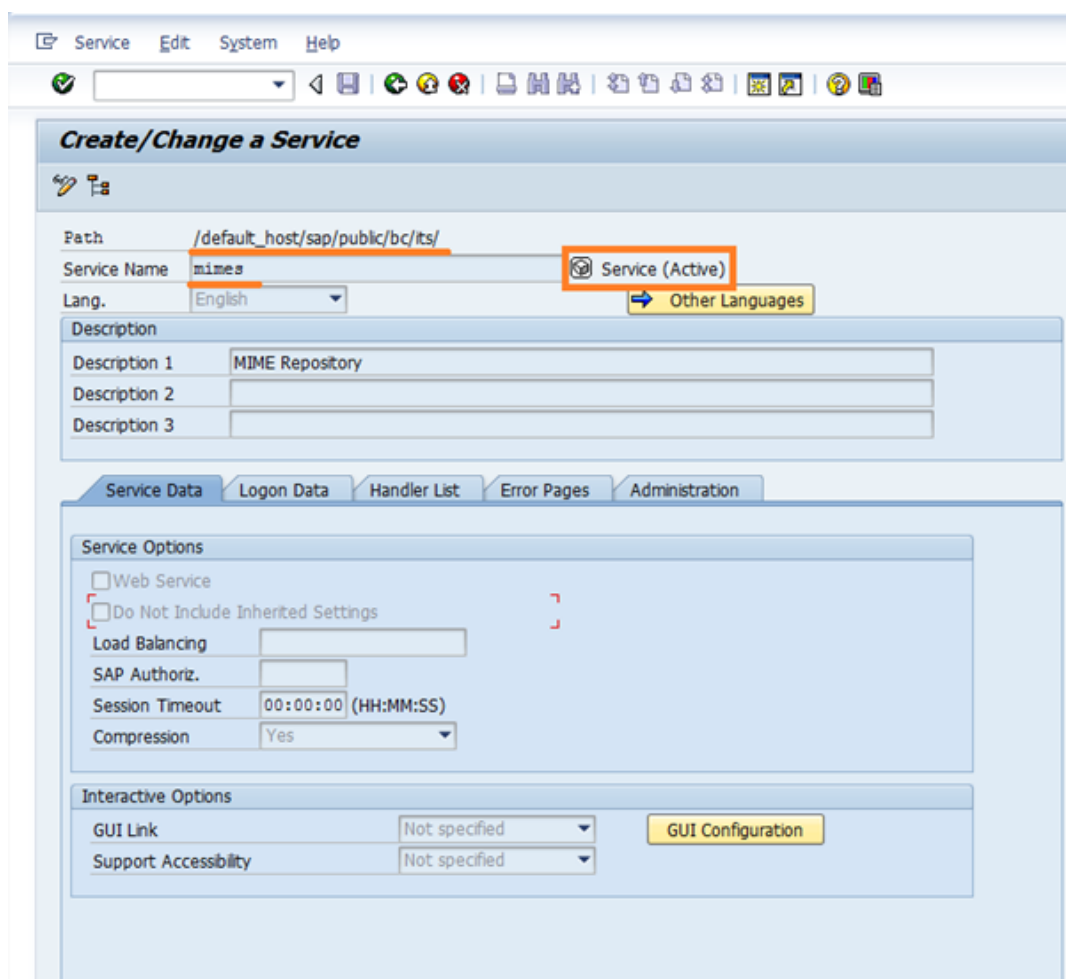 Service Edit System Help
Create/Change a Service
Path /default_host/sap/public/bc/its/
Service Name mimes Service (Active)
Lang. English Other Languages
Description
Description 1 MIME Repository
Description 2
Description 3
Service Data Logon Data Handler List Error Pages Administration
Service Options
Web Service
Do Not Include Inherited Settings
Load Balancing
SAP Authoriz.
Session Timeout 00:00:00 (HH:MM:SS)
Compression Yes
Interactive Options
GUI Link Not specified GUI Configuration
Support Accessibility Not specified